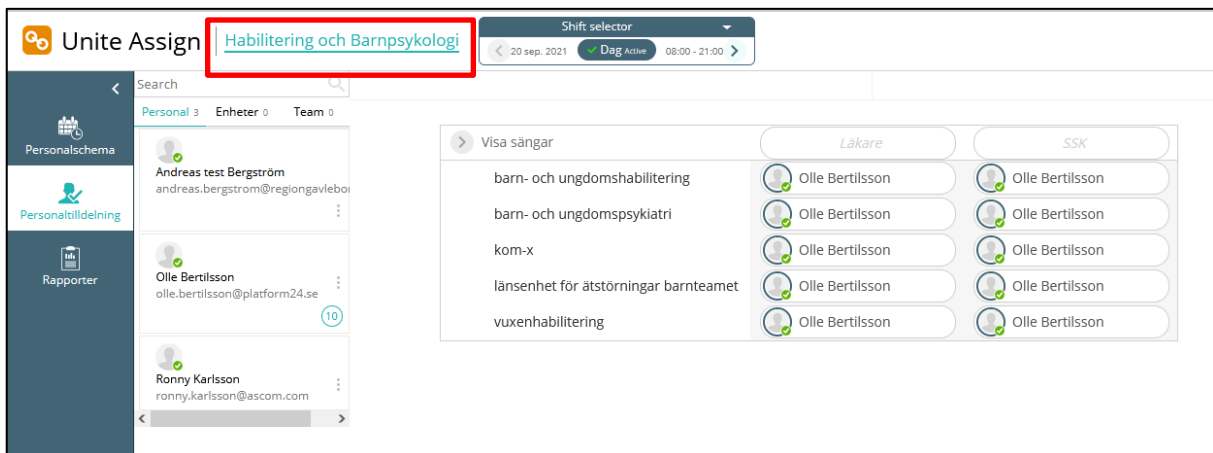 Unite Assign
Habilitering och Barnpsykologi
Shift selector
20 sep. 2021 Dag Active 08:00 - 21:00
Personalschema
Personaltilldelning
Rapporter
Search
Personal 3 Enheter 0 Team 0
Andreas test Bergström
andreas.bergstrom@regiongavlebor
Olle Bertilsson
olle.bertilsson@platform24.se
10
Ronny Karlsson
ronny.karlsson@ascom.com
Visa sängar Läkare SSK
barn- och ungdomshabilitering Olle Bertilsson Olle Bertilsson
barn- och ungdomspsykiatri Olle Bertilsson Olle Bertilsson
kom-x Olle Bertilsson Olle Bertilsson
länsenhet för ätstörningar barnteamet Olle Bertilsson Olle Bertilsson
vuxenhabilitering Olle Bertilsson Olle Bertilsson